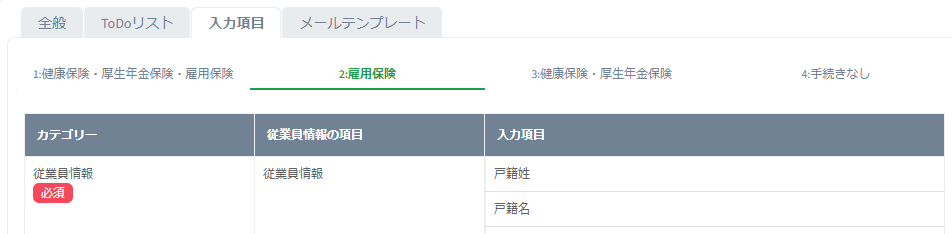 全般 ToDoリスト 入力項目 メールテンプレート
1:健康保険・厚生年金保険・雇用保険 2:雇用保険 3:健康保険・厚生年金保険 4:手続きなし
カテゴリー 従業員情報の項目 入力項目
従業員情報 従業員情報 戸籍姓
必須
戸籍名